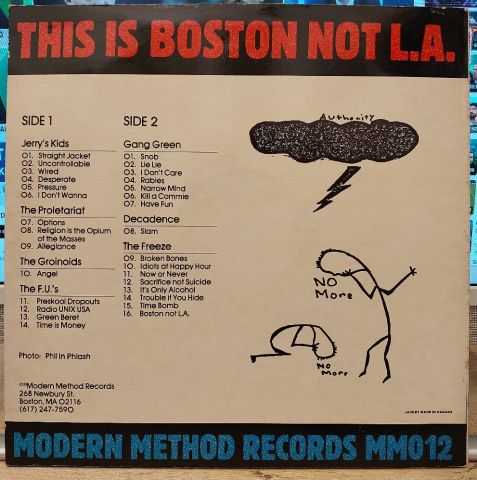 THIS IS BOSTON NOT L.A.
SIDE 1
Jerry's Kids
01. Straight Jacket
02. Uncontrollable
03. Wired
04. Desperate
05. Pressure
06. I Don't Wanna
The Proletariat
07. Options
08. Religion is the Opium
of the Masses
09. Allegiance
The Groinoids
10. Angel
The F.U.'s
11. Preskool Dropouts
12. Radio UNIX USA
13. Green Beret
14. Time is Money
SIDE 2
Gang Green
01. Snob
02. Lie Lie
03. I Don't Care
04. Rabies
05. Narrow Mind
06. Kill a Commie
07. Have Fun
Decadence
08. Slam
The Freeze
09. Broken Bones
10. Idiots at Happy Hour
11. Now or Never
12. Sacrifice not Suicide
13. It's Only Alcohol
14. Trouble if You Hide
15. Time Bomb
16. Boston not L.A.
Authority
NO
More
NO
More
Photo: Phil in Phlash
Modern Method Records
268 Newbury St.
Boston, MA 02116
(617) 247-7590
JACKET MADE IN CANADA
MODERN METHOD RECORDS MM012